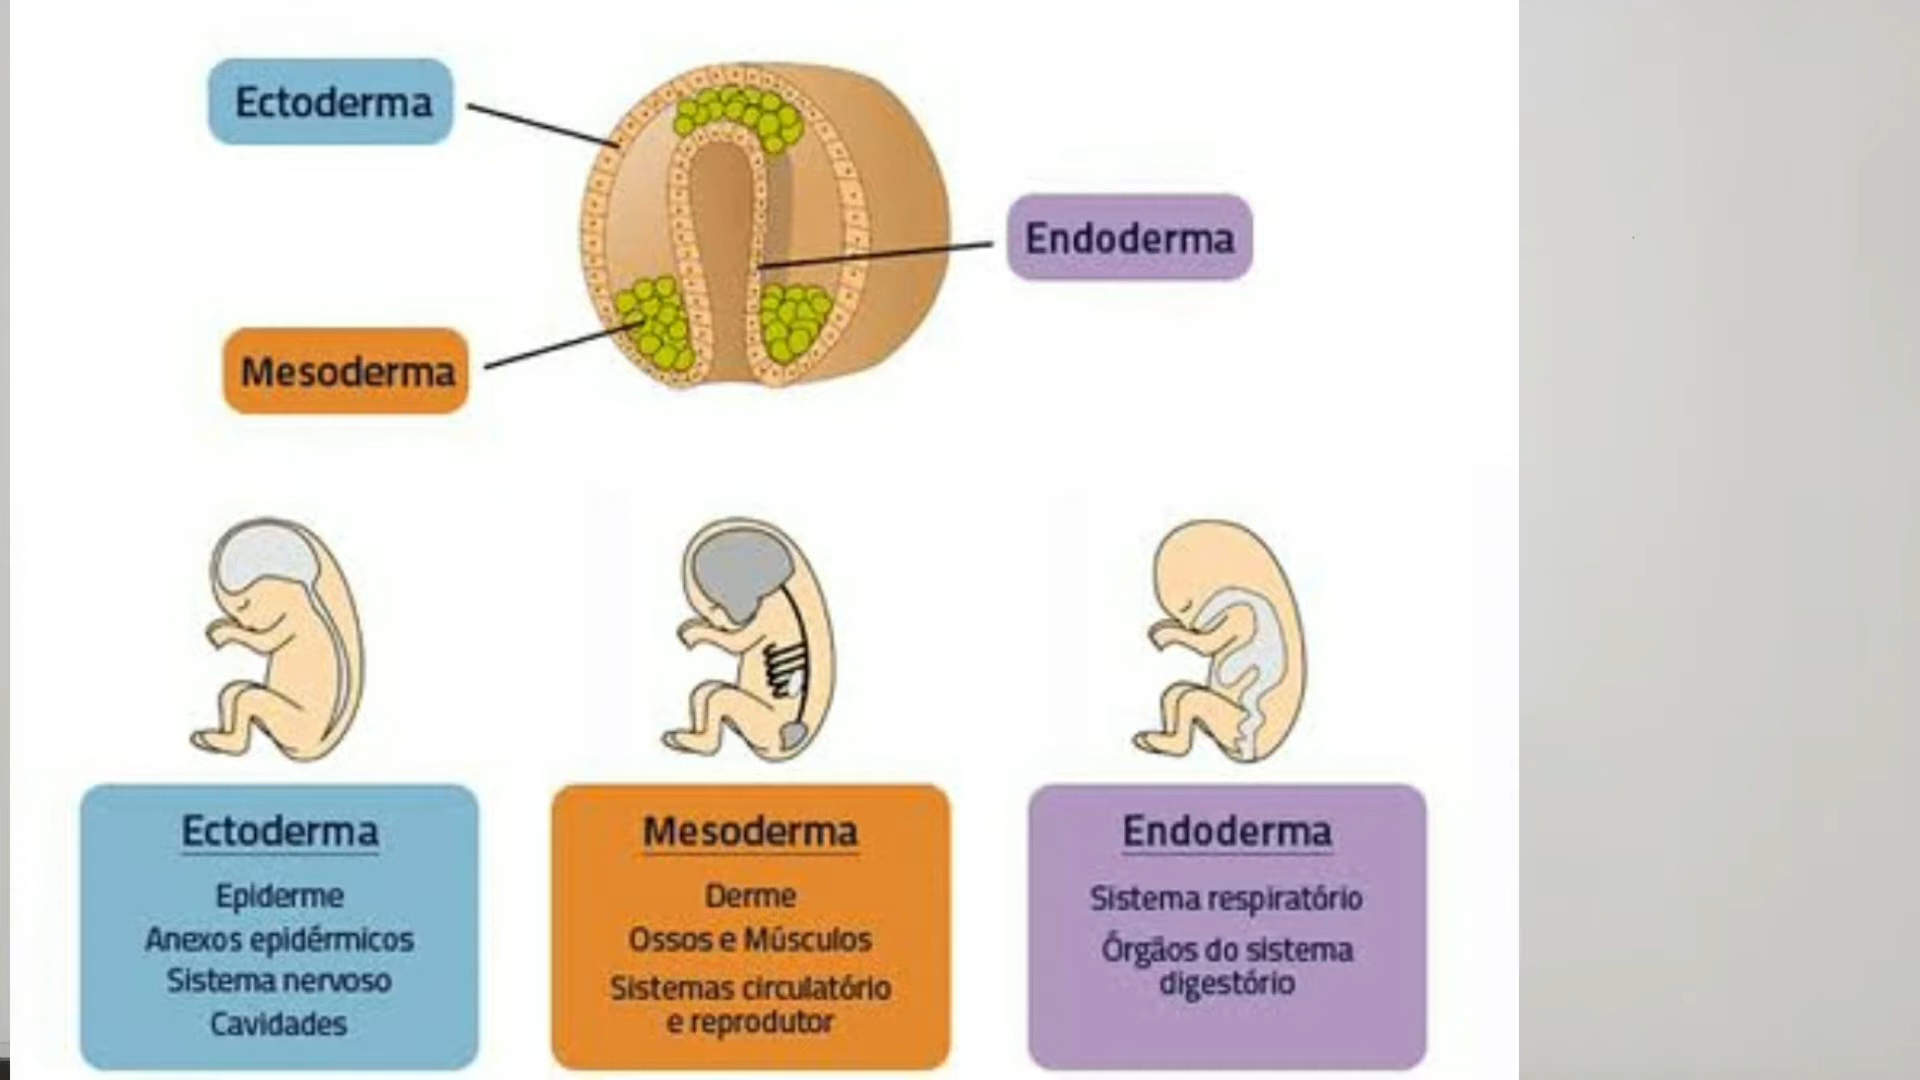 Ectoderma
Endoderma
Mesoderma
Ectoderma
Epiderme
Anexos epidérmicos
Sistema nervoso
Cavidades
Mesoderma
Derme
Ossos e Músculos
Sistemas circulatório
e reprodutor
Endoderma
Sistema respiratório
Órgãos do sistema
digestório